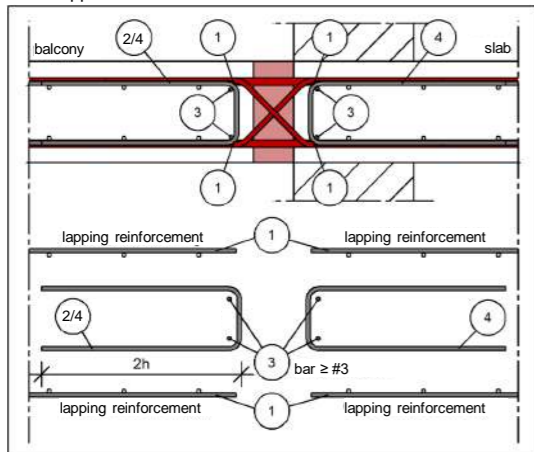 balcony 2/4 1 1 4 slab
3 3
1 1
lapping reinforcement 1 lapping reinforcement
2/4 4
2h 3 bar ≥ #3
lapping reinforcement 1 lapping reinforcement